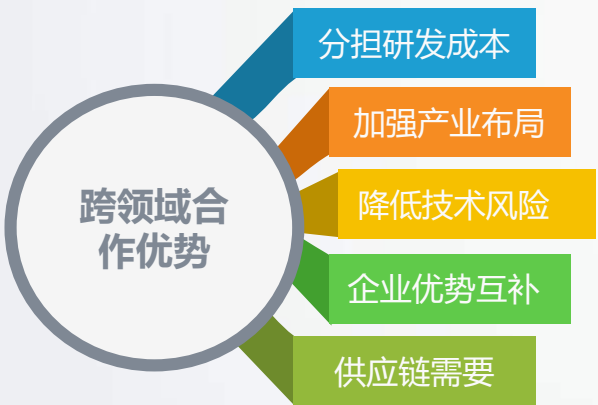 跨领域合
作优势
分担研发成本
加强产业布局
降低技术风险
企业优势互补
供应链需要